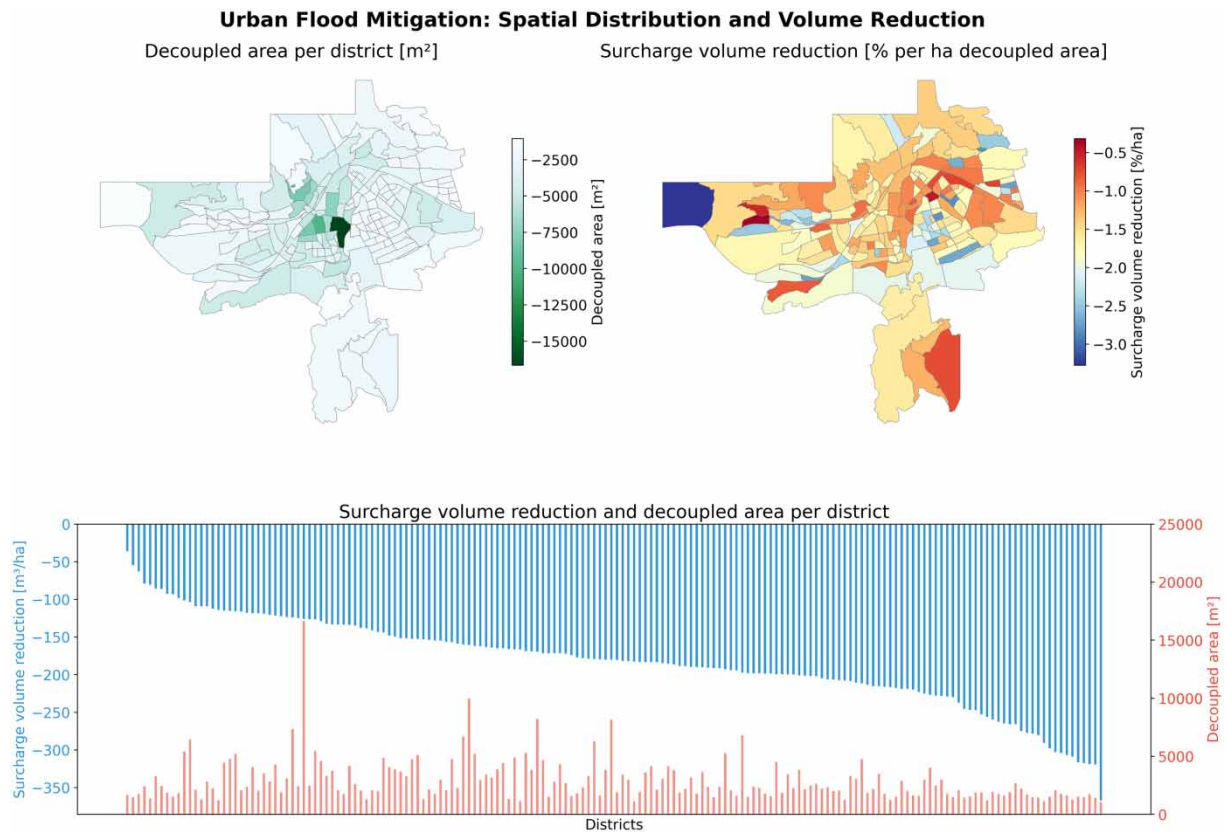 Urban Flood Mitigation: Spatial Distribution and Volume Reduction
Decoupled area per district [m²]
Surcharge volume reduction [% per ha decoupled area]
−2500
−5000
−7500
−10000
−12500
−15000
Decoupled area [m²]
−0.5
−1.0
−1.5
−2.0
−2.5
−3.0
Surcharge volume reduction [%/ha]
Surcharge volume reduction and decoupled area per district
0
−50
−100
−150
−200
−250
−300
−350
Surcharge volume reduction [m³/ha]
25000
20000
15000
10000
5000
0
Decoupled area [m²]
Districts